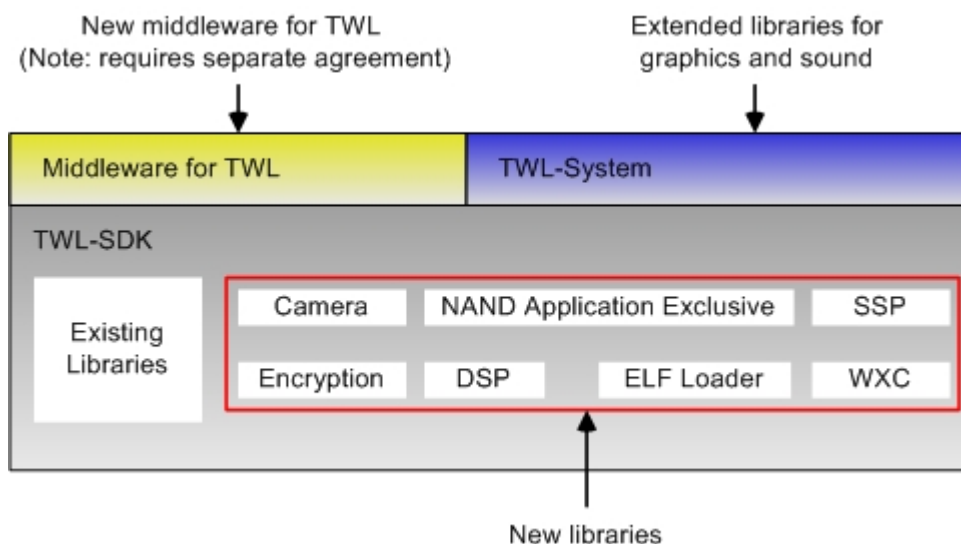 New middleware for TWL
(Note: requires separate agreement)
Extended libraries for
graphics and sound
Middleware for TWL
TWL-System
TWL-SDK
Existing
Libraries
Camera
NAND Application Exclusive
SSP
Encryption
DSP
ELF Loader
WXC
New libraries